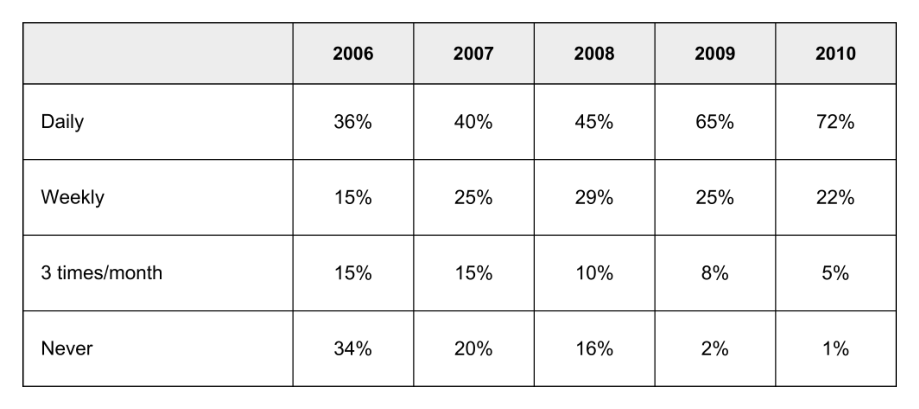 2006 2007 2008 2009 2010
Daily 36% 40% 45% 65% 72%
Weekly 15% 25% 29% 25% 22%
3 times/month 15% 15% 10% 8% 5%
Never 34% 20% 16% 2% 1%